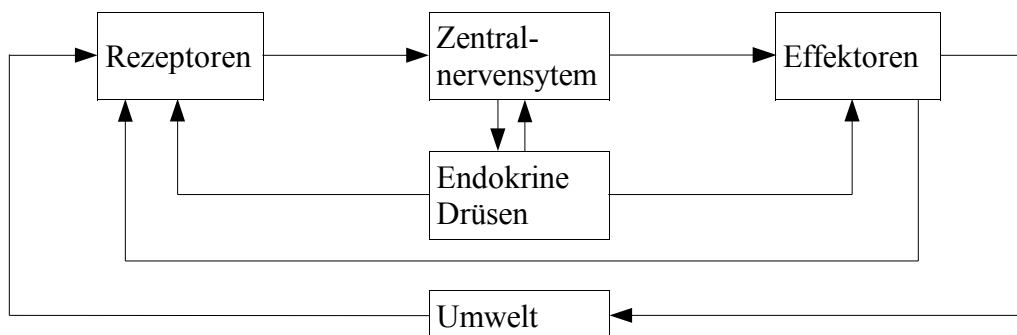 Rezeptoren
Zentral-
nervensytem
Effektoren
Endokrine
Drüsen
Umwelt